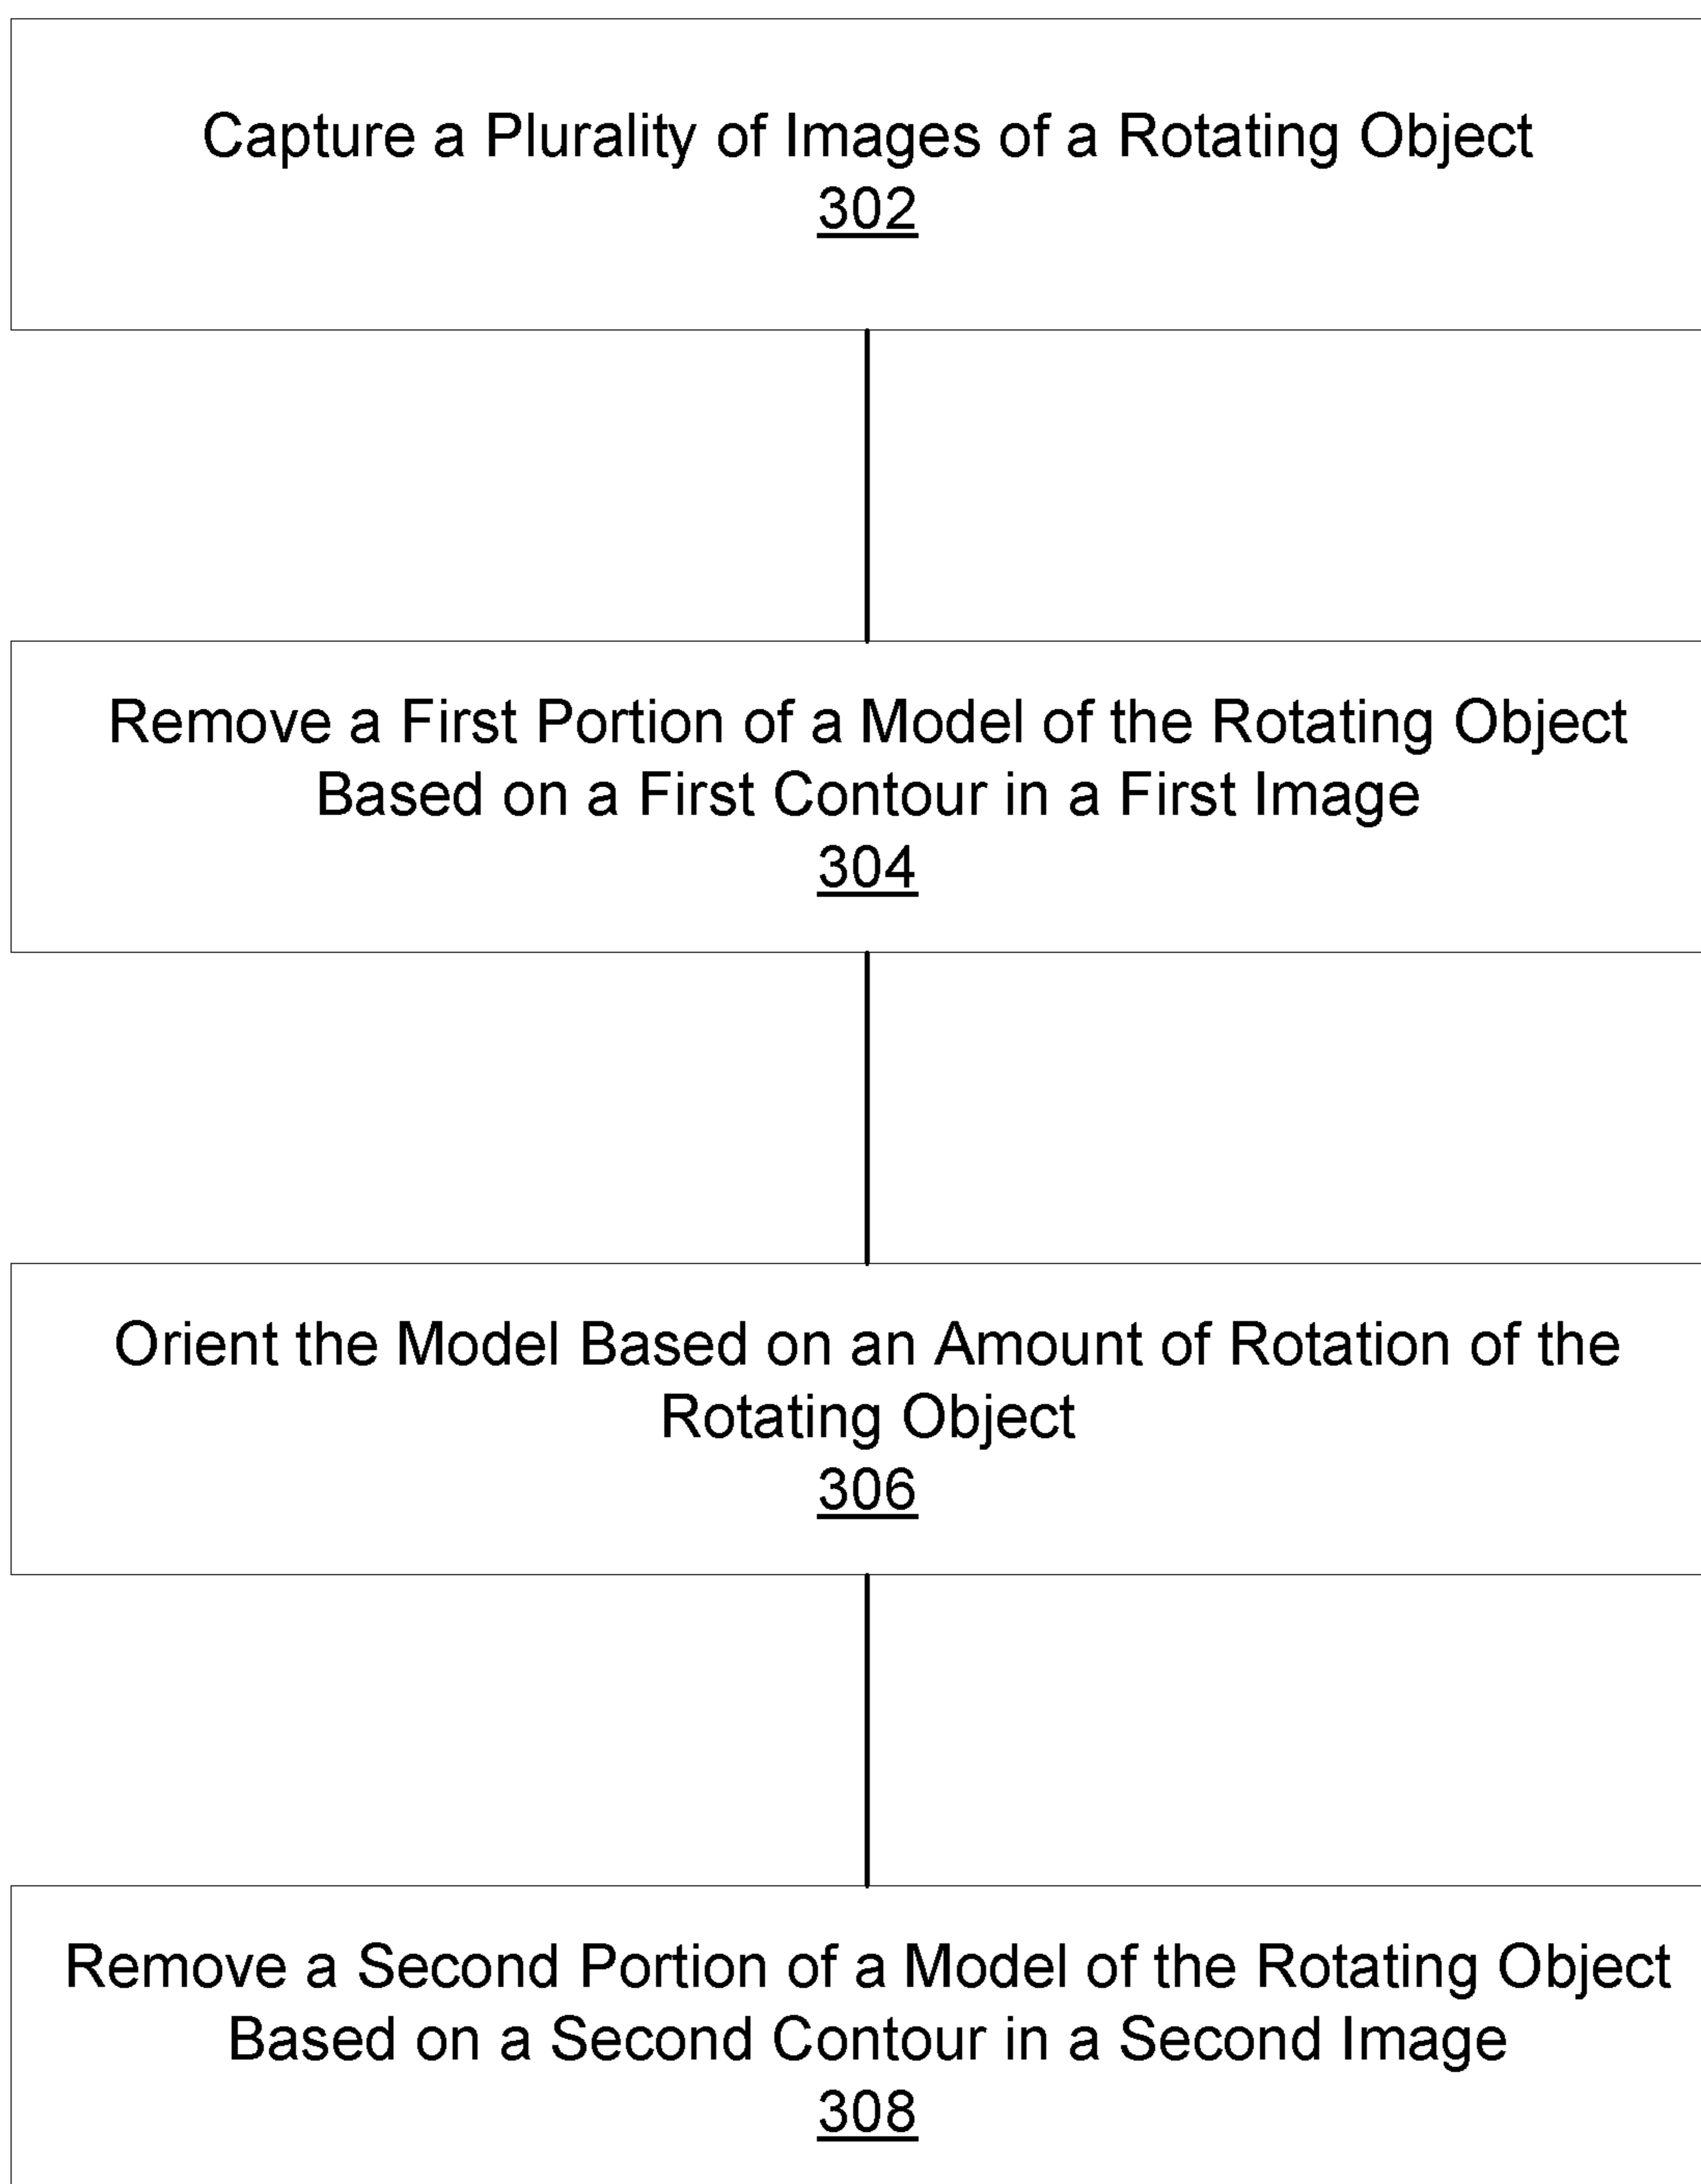 Capture a Plurality of Images of a Rotating Object
302
Remove a First Portion of a Model of the Rotating Object
Based on a First Contour in a First Image
304
Orient the Model Based on an Amount of Rotation of the
Rotating Object
306
Remove a Second Portion of a Model of the Rotating Object
Based on a Second Contour in a Second Image
308